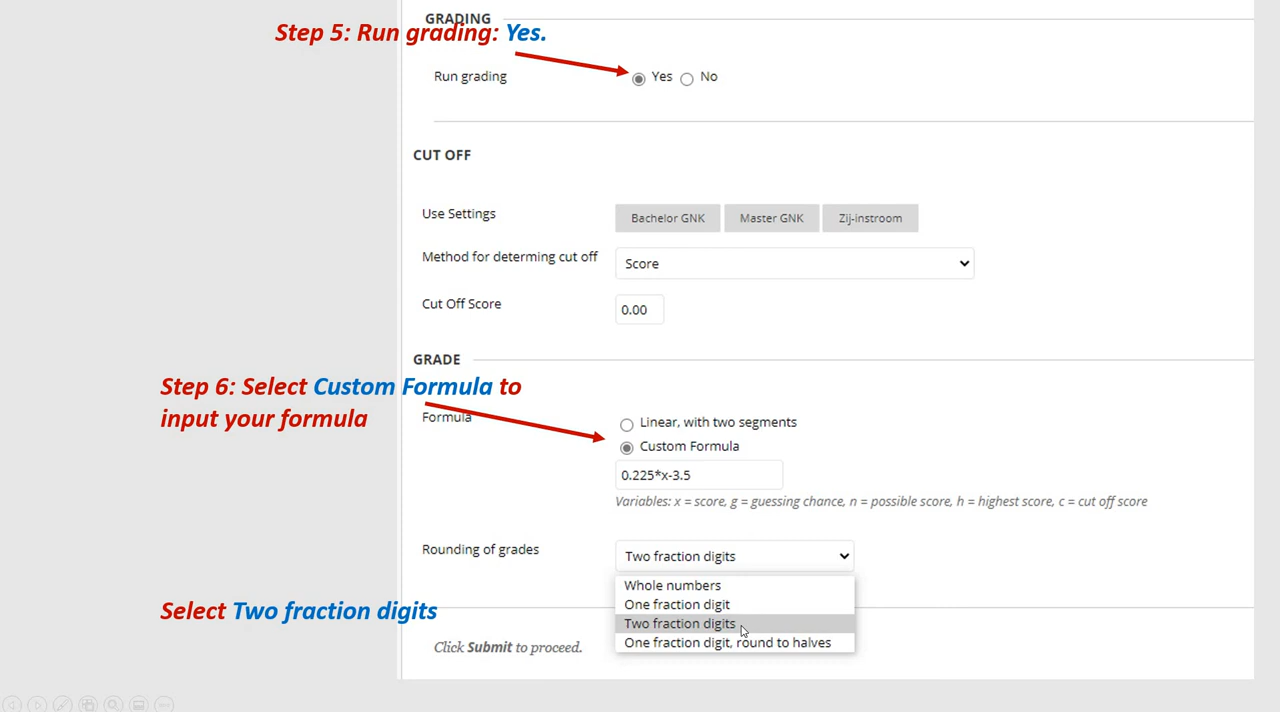 GRADING
Step 5: Run grading: Yes.
Run grading
Yes No
CUT OFF
Use Settings
Bachelor GNK Master GNK Zij-instroom
Method for determing cut off
Score
Cut Off Score
0.00
GRADE
Step 6: Select Custom Formula to
input your formula
Formula
Linear, with two segments
Custom Formula
0.225*x-3.5
Variables: x = score, g = guessing chance, n = possible score, h = highest score, c = cut off score
Rounding of grades
Two fraction digits
Whole numbers
One fraction digit
Select Two fraction digits
Two fraction digits
One fraction digit, round to halves
Click Submit to proceed.